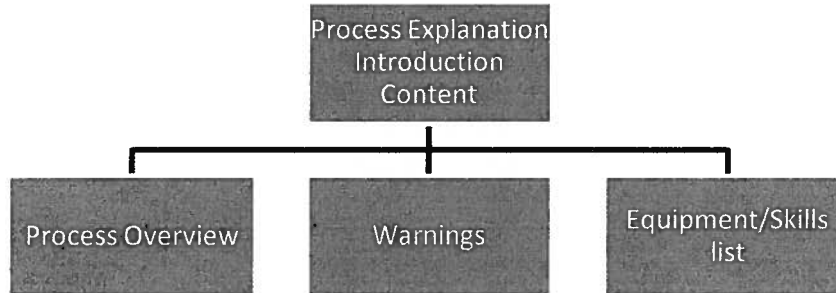 Process Explanation
Introduction
Content
Process Overview
Warnings
Equipment/Skills
list